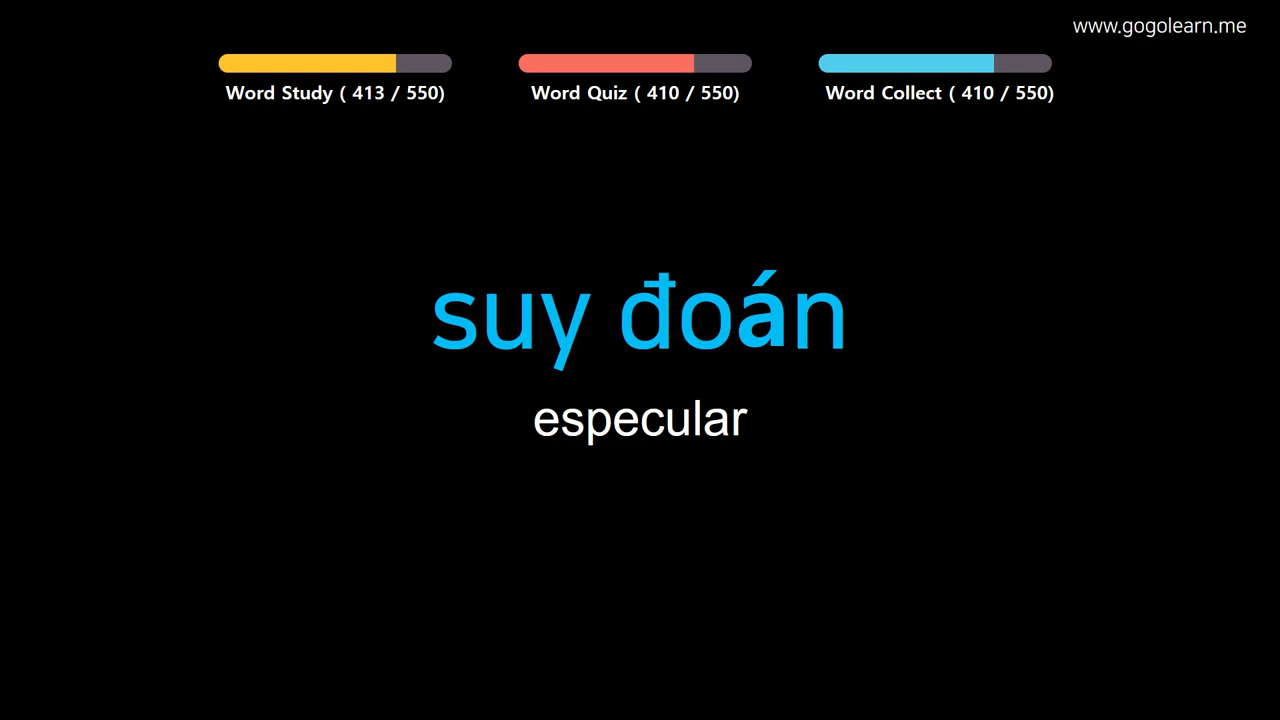 www.gogolearn.me
Word Study ( 413 / 550)
Word Quiz ( 410 / 550)
Word Collect ( 410 / 550)
suy đoán
especular